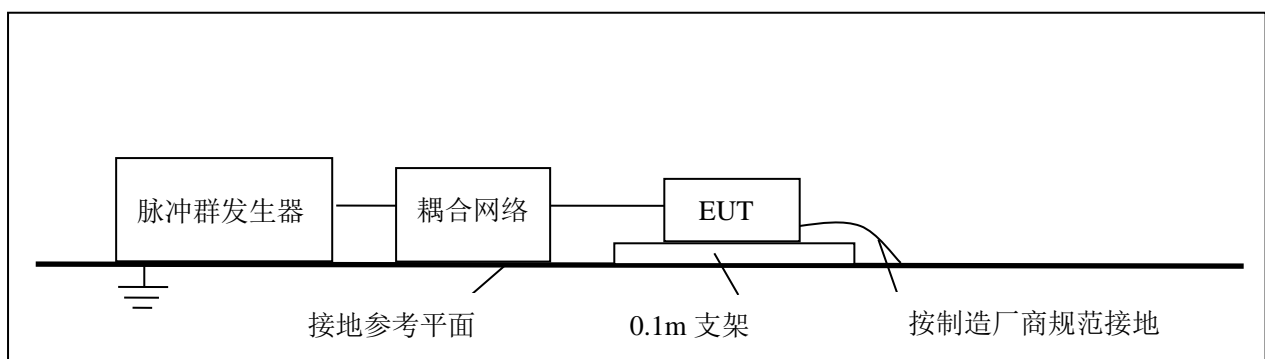 脉冲群发生器
耦合网络
EUT
接地参考平面
0.1m 支架
按制造厂商规范接地